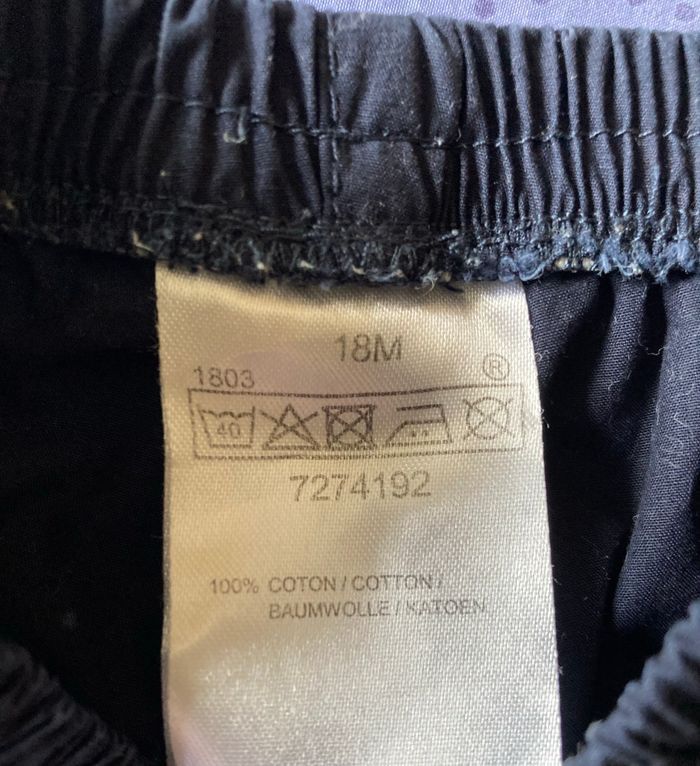 18M
1803 ®
40
7274192
100% COTON / COTTON /
BAUMWOLLE / KATOEN